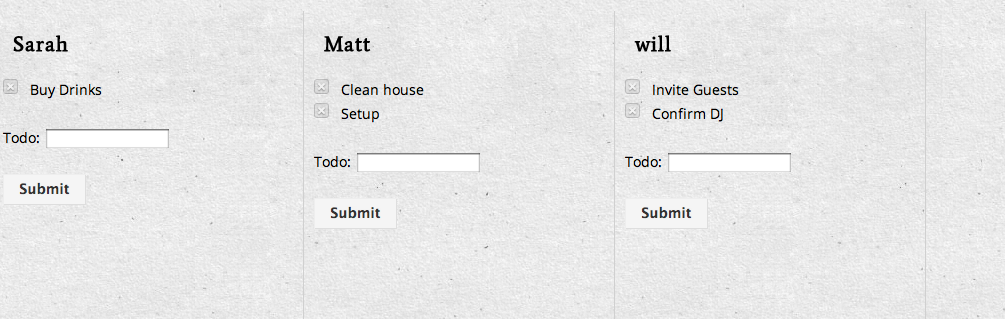 Sarah
Buy Drinks
Todo:
Submit
Matt
Clean house
Setup
Todo:
Submit
will
Invite Guests
Confirm DJ
Todo:
Submit